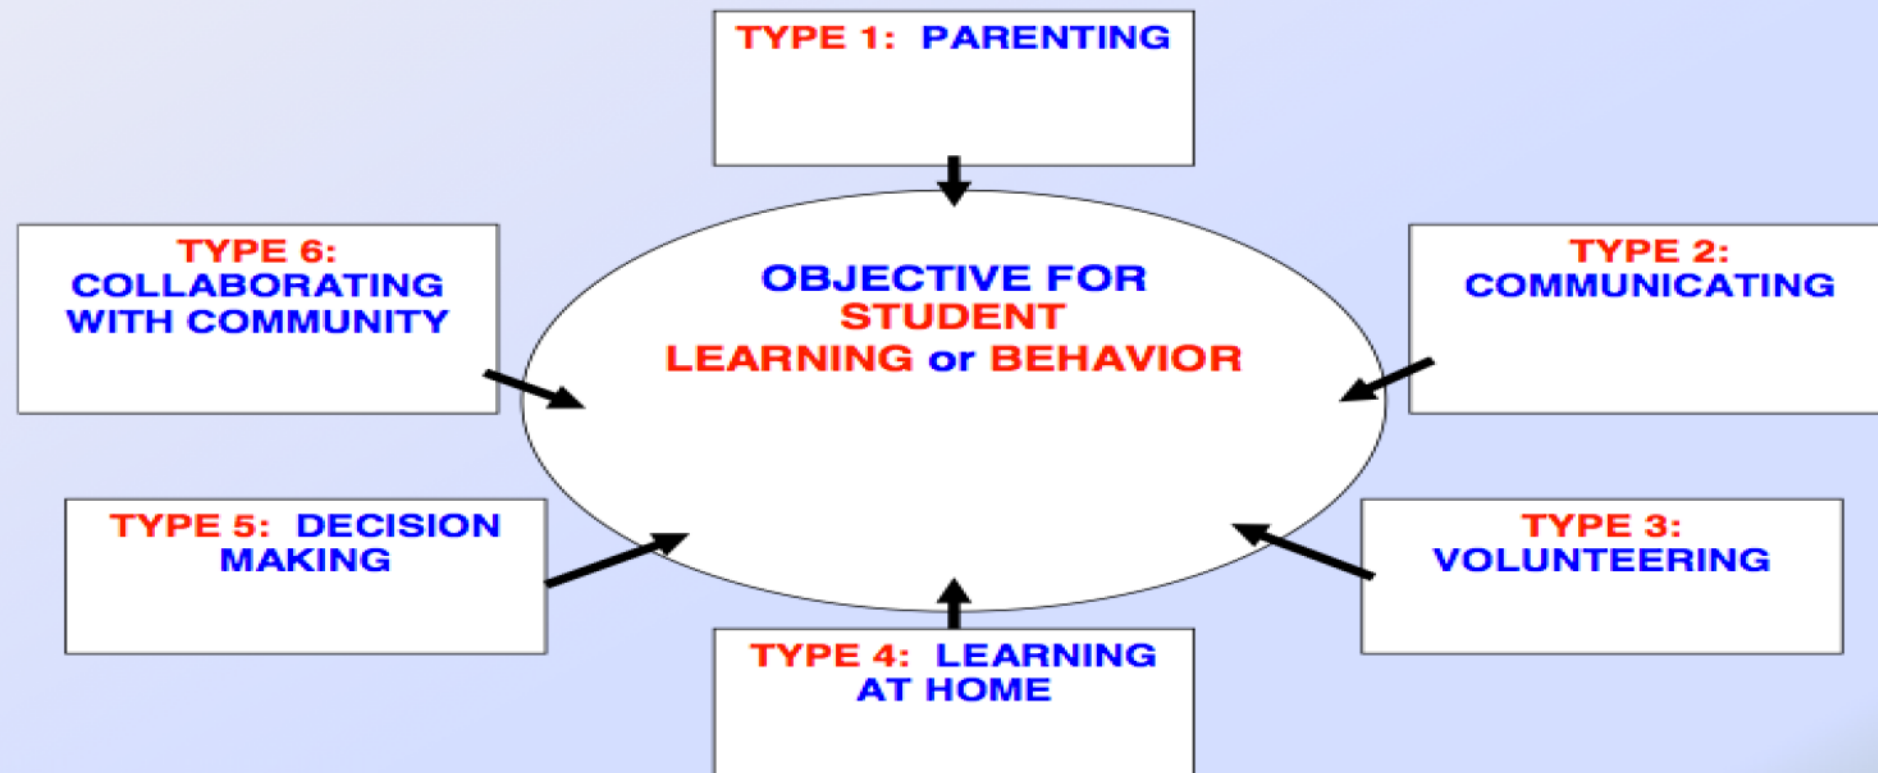 TYPE 1: PARENTING
TYPE 6:
COLLABORATING
WITH COMMUNITY
OBJECTIVE FOR
STUDENT
LEARNING or BEHAVIOR
TYPE 2:
COMMUNICATING
TYPE 5: DECISION
MAKING
TYPE 3:
VOLUNTEERING
TYPE 4: LEARNING
AT HOME